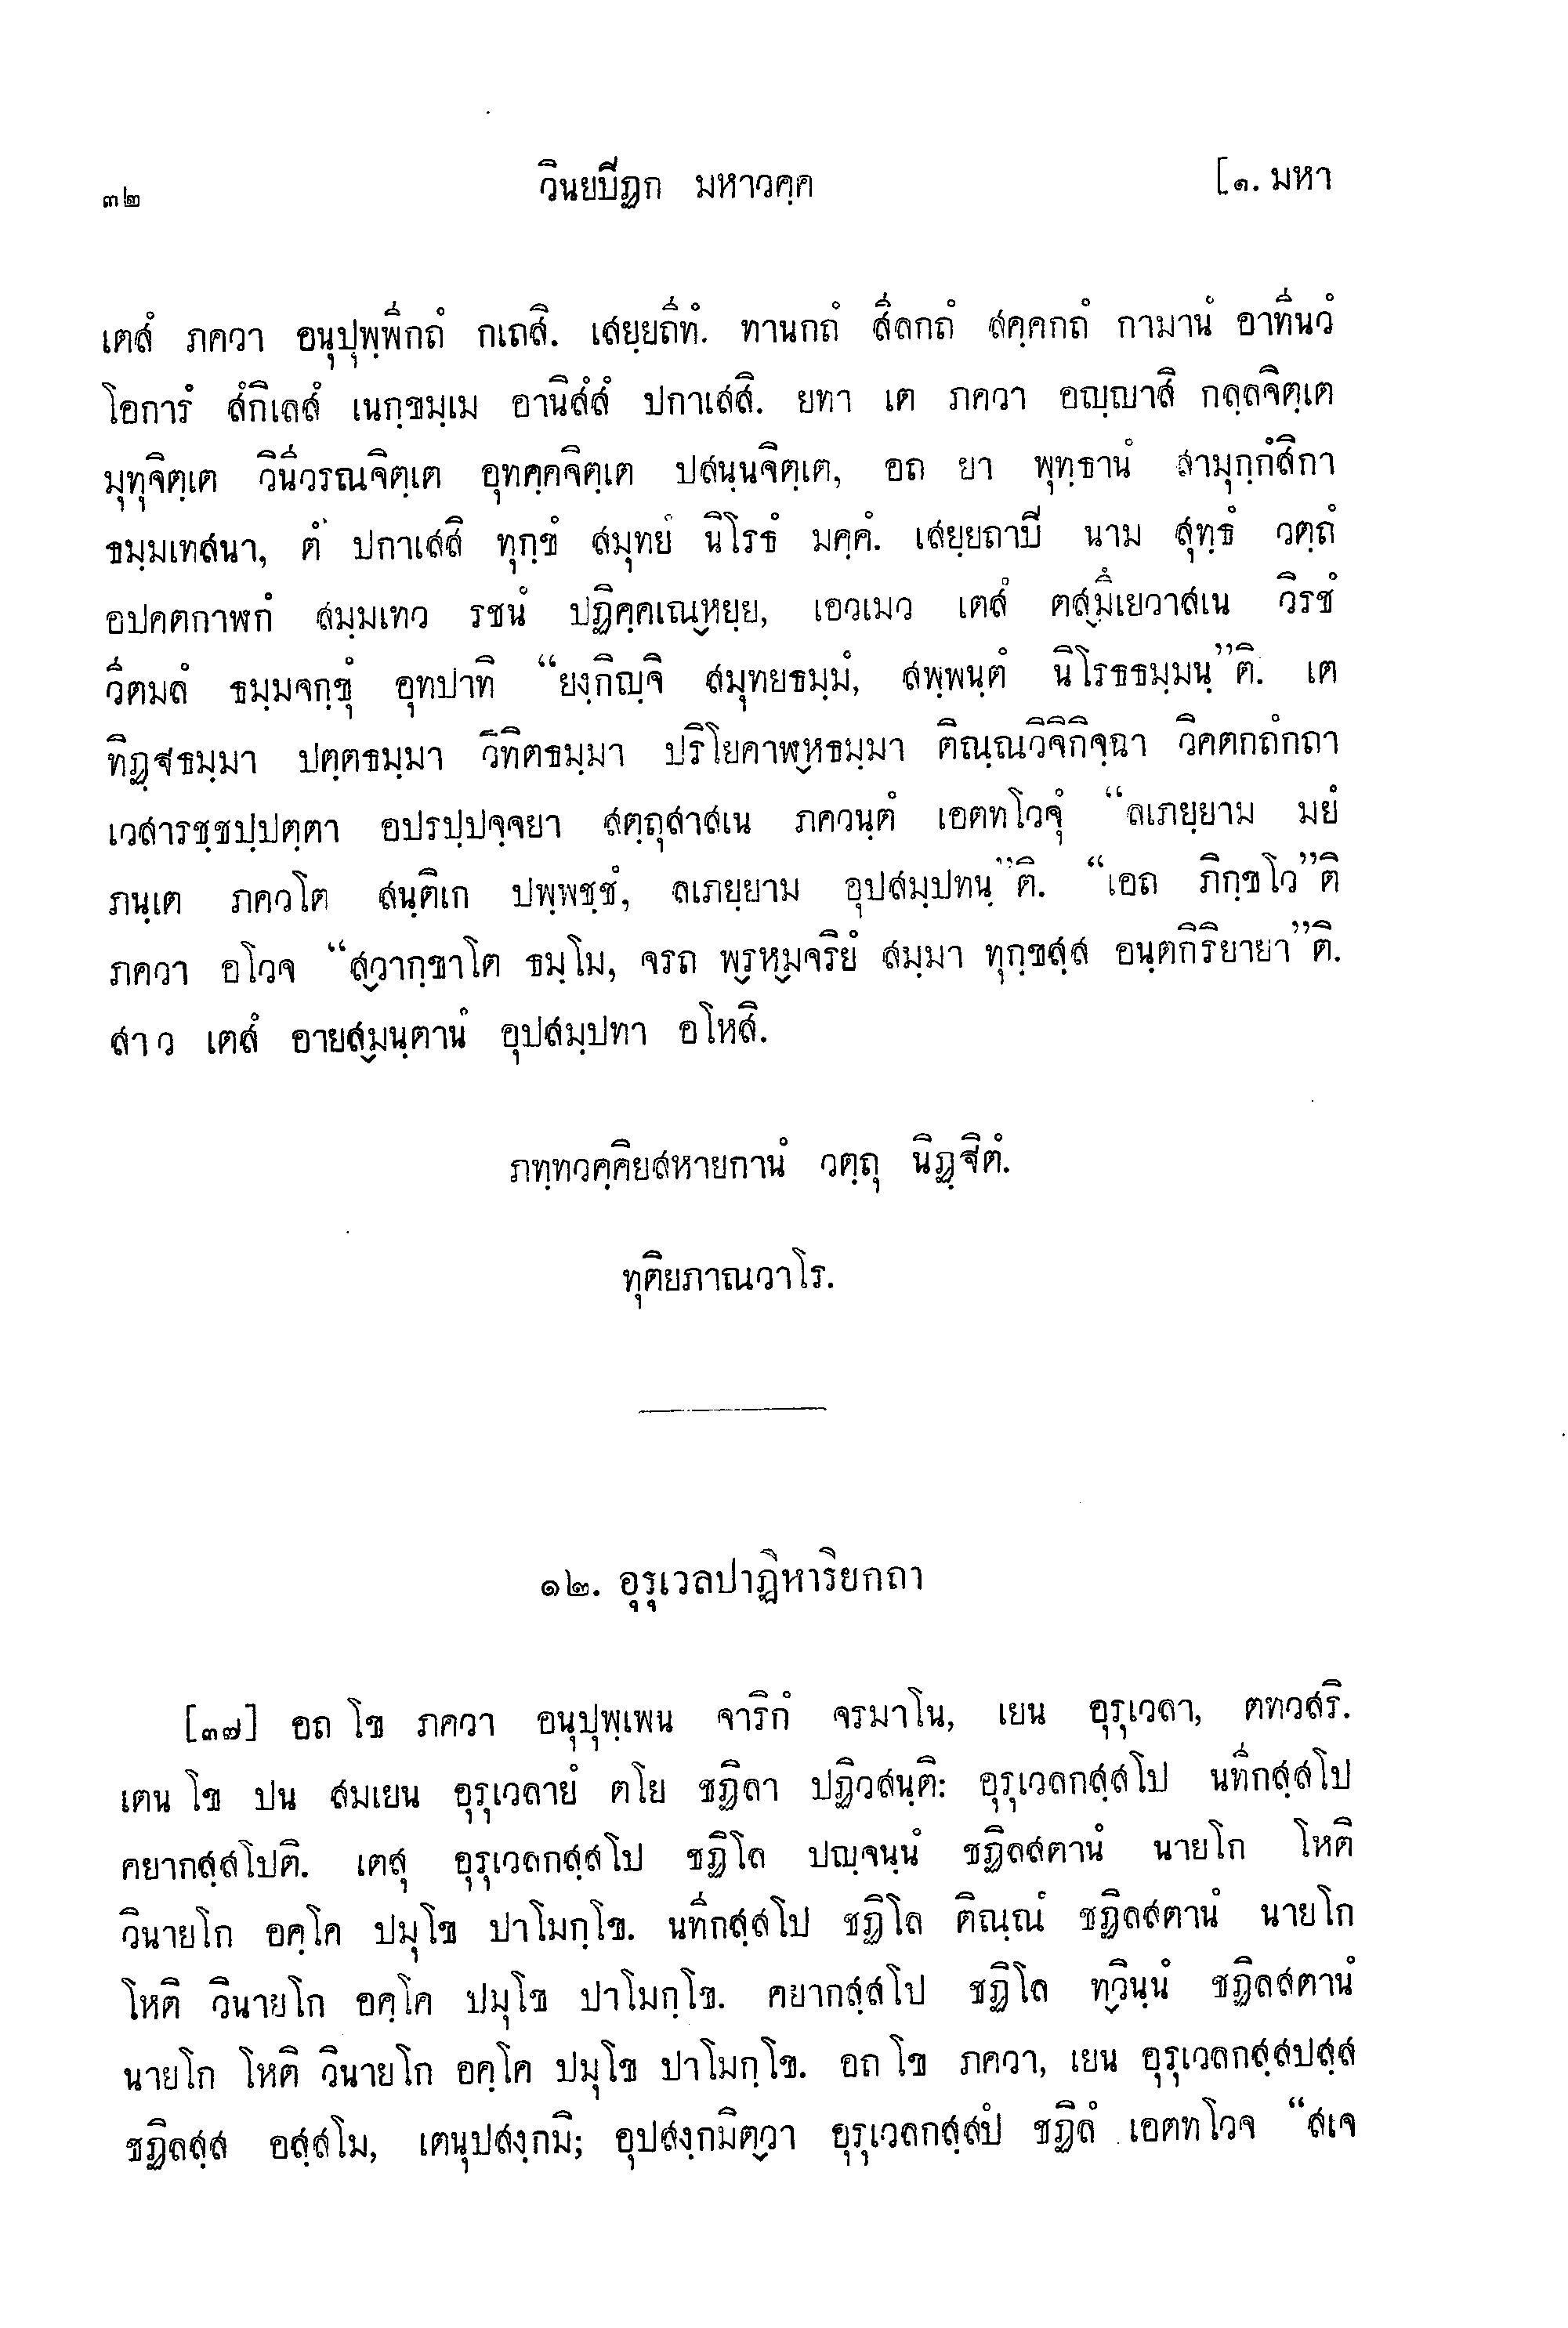 ๓๒ วินยปิฏก มหาวคฺค [๑. มหา
เตสํ ภควา อนุปุพฺพีกถํ กเถสิ. เสยฺยถีทํ. ทานกถํ สีลกถํ สคฺคกถํ กามานํ อาทีนวํ
โอการํ สํกิเลสํ เนกฺขมฺเม อานิสํสํ ปกาเสสิ. ยทา เต ภควา อญฺญาสิ กลฺลจิตฺเต
มุทุจิตฺเต วินีวรณจิตฺเต อุทคฺคจิตฺเต ปสนฺนจิตฺเต, อถ ยา พุทฺธานํ สามุกฺกํสิกา
ธมฺมเทสนา, ตํ ปกาเสสิ ทุกฺขํ สมุทยํ นิโรธํ มคฺคํ. เสยฺยถาปิ นาม สุทฺธํ วตฺถํ
อปคตกาฬกํ สมฺมเทว รชนํ ปฏิคฺคเณฺหยฺย, เอวเมว เตสํ ตสฺมึเยวาสเน วิรชํ
วีตมลํ ธมฺมจกฺขุํ อุทปาทิ “ยงฺกิญฺจิ สมุทยธมฺมํ, สพฺพนฺตํ นิโรธธมฺมนฺ”ติ. เต
ทิฏฺฐธมฺมา ปตฺตธมฺมา วิทิตธมฺมา ปริโยคาฬฺหธมฺมา ติณฺณวิจิกิจฺฉา วิคตกถํกถา
เวสารชฺชปฺปตฺตา อปรปฺปจฺจยา สตฺถุสาสเน ภควนฺตํ เอตทโวจุํ “ลเภยฺยาม มยํ
ภนฺเต ภควโต สนฺติเก ปพฺพชฺชํ, ลเภยฺยาม อุปสมฺปทนฺ”ติ. “เอถ ภิกฺขโว”ติ
ภควา อโวจ “สฺวากฺขาโต ธมฺโม, จรถ พฺรหฺมจริยํ สมฺมา ทุกฺขสฺส อนฺตกิริยายา”ติ.
สาว เตสํ อายสฺมนฺตานํ อุปสมฺปทา อโหสิ.
ภทฺทวคฺคิยสหายกานํ วตฺถุ นิฏฺฐิตํ.
ทุติยภาณวาโร.
๑๒. อุรุเวลปาฏิหาริยกถา
[๓๗] อถ โข ภควา อนุปุพฺเพน จาริกํ จรมาโน, เยน อุรุเวลา, ตทวสริ.
เตน โข ปน สมเยน อุรุเวลายํ ตโย ชฏิลา ปฏิวสนฺติ: อุรุเวลกสฺสโป นทีกสฺสโป
คยากสฺสโปติ. เตสุ อุรุเวลกสฺสโป ชฏิโล ปญฺจนฺนํ ชฏิลสตานํ นายโก โหติ
วินายโก อคฺโค ปมุโข ปาโมกฺโข. นทีกสฺสโป ชฏิโล ติณฺณํ ชฏิลสตานํ นายโก
โหติ วินายโก อคฺโค ปมุโข ปาโมกฺโข. คยากสฺสโป ชฏิโล ทฺวินฺนํ ชฏิลสตานํ
นายโก โหติ วินายโก อคฺโค ปมุโข ปาโมกฺโข. อถ โข ภควา, เยน อุรุเวลกสฺสปสฺส
ชฏิลสฺส อสฺสโม, เตนุปสงฺกมิ; อุปสงฺกมิตฺวา อุรุเวลกสฺสปํ ชฏิลํ เอตทโวจ “สเจ